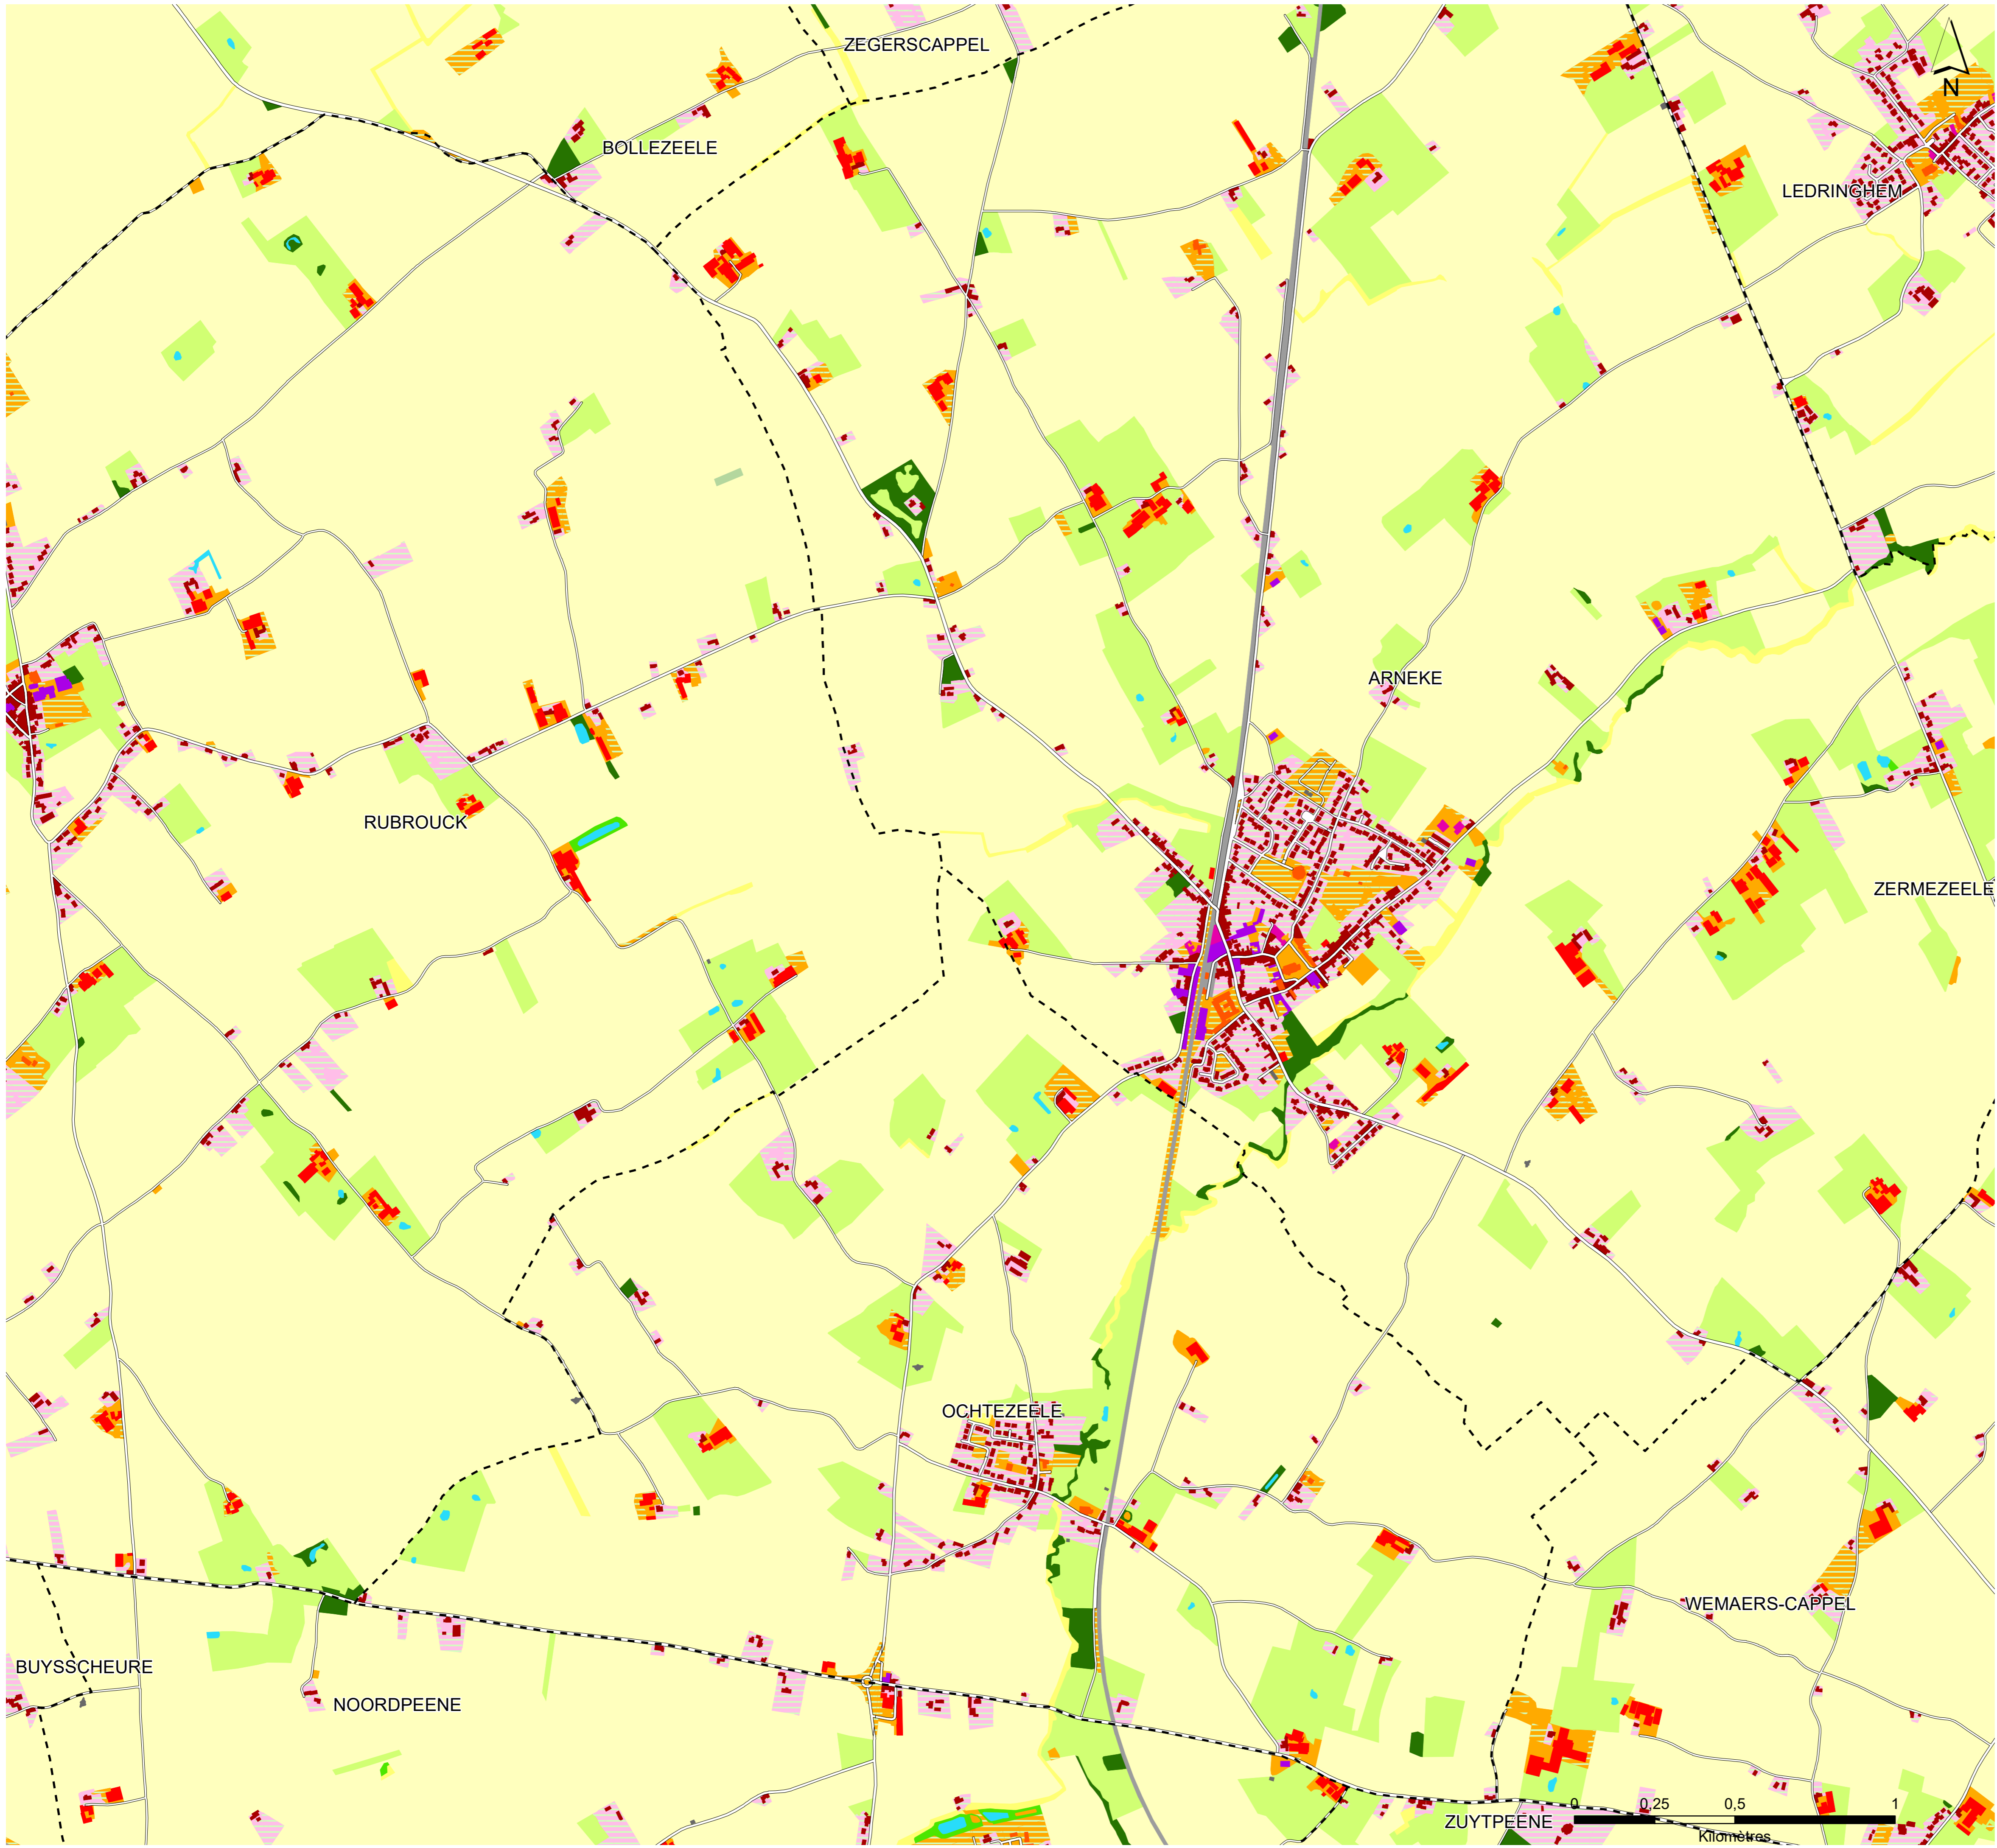 ZEGERSCAPPEL
N
BOLLEZEELE
LEDRINGHEM
ARNEKE
RUBROUCK
ZERMEZEELE
OCHTEZEELE
WEMAERS-CAPPEL
BUYSSCHEURE
NOORDPEENE
ZUYTPEENE
0 0,25 0,5 1
Kilomètres